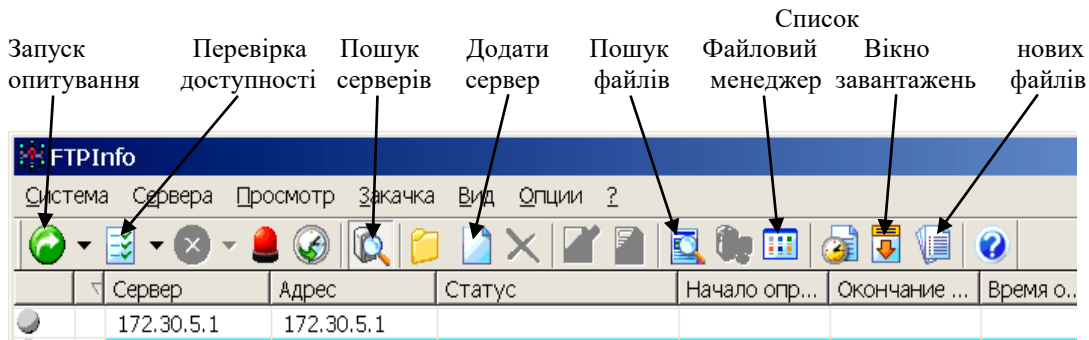 Список
Запуск Перевірка Пошук Додати Пошук Файловий Вікно нових
опитування доступності серверів сервер файлів менеджер завантажень файлів
FTPInfo
Система Сервера Просмотр Закачка Вид Опции ?
Сервер Адрес Статус Начало опр... Окончание ... Время о...
172.30.5.1 172.30.5.1